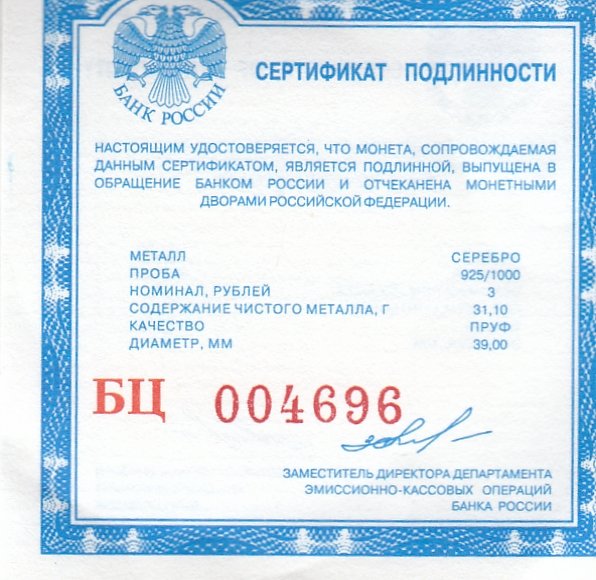 БАНК РОССИИ
СЕРТИФИКАТ ПОДЛИННОСТИ
НАСТОЯЩИМ УДОСТОВЕРЯЕТСЯ, ЧТО МОНЕТА, СОПРОВОЖДАЕМАЯ
ДАННЫМ СЕРТИФИКАТОМ, ЯВЛЯЕТСЯ ПОДЛИННОЙ, ВЫПУЩЕНА В
ОБРАЩЕНИЕ БАНКОМ РОССИИ И ОТЧЕКАНЕНА МОНЕТНЫМИ
ДВОРАМИ РОССИЙСКОЙ ФЕДЕРАЦИИ.
МЕТАЛЛ СЕРЕБРО
ПРОБА 925/1000
НОМИНАЛ, РУБЛЕЙ 3
СОДЕРЖАНИЕ ЧИСТОГО МЕТАЛЛА, Г 31,10
КАЧЕСТВО ПРУФ
ДИАМЕТР, ММ 39,00
БЦ 004696
ЗАМЕСТИТЕЛЬ ДИРЕКТОРА ДЕПАРТАМЕНТА
ЭМИССИОННО-КАССОВЫХ ОПЕРАЦИЙ
БАНКА РОССИИ